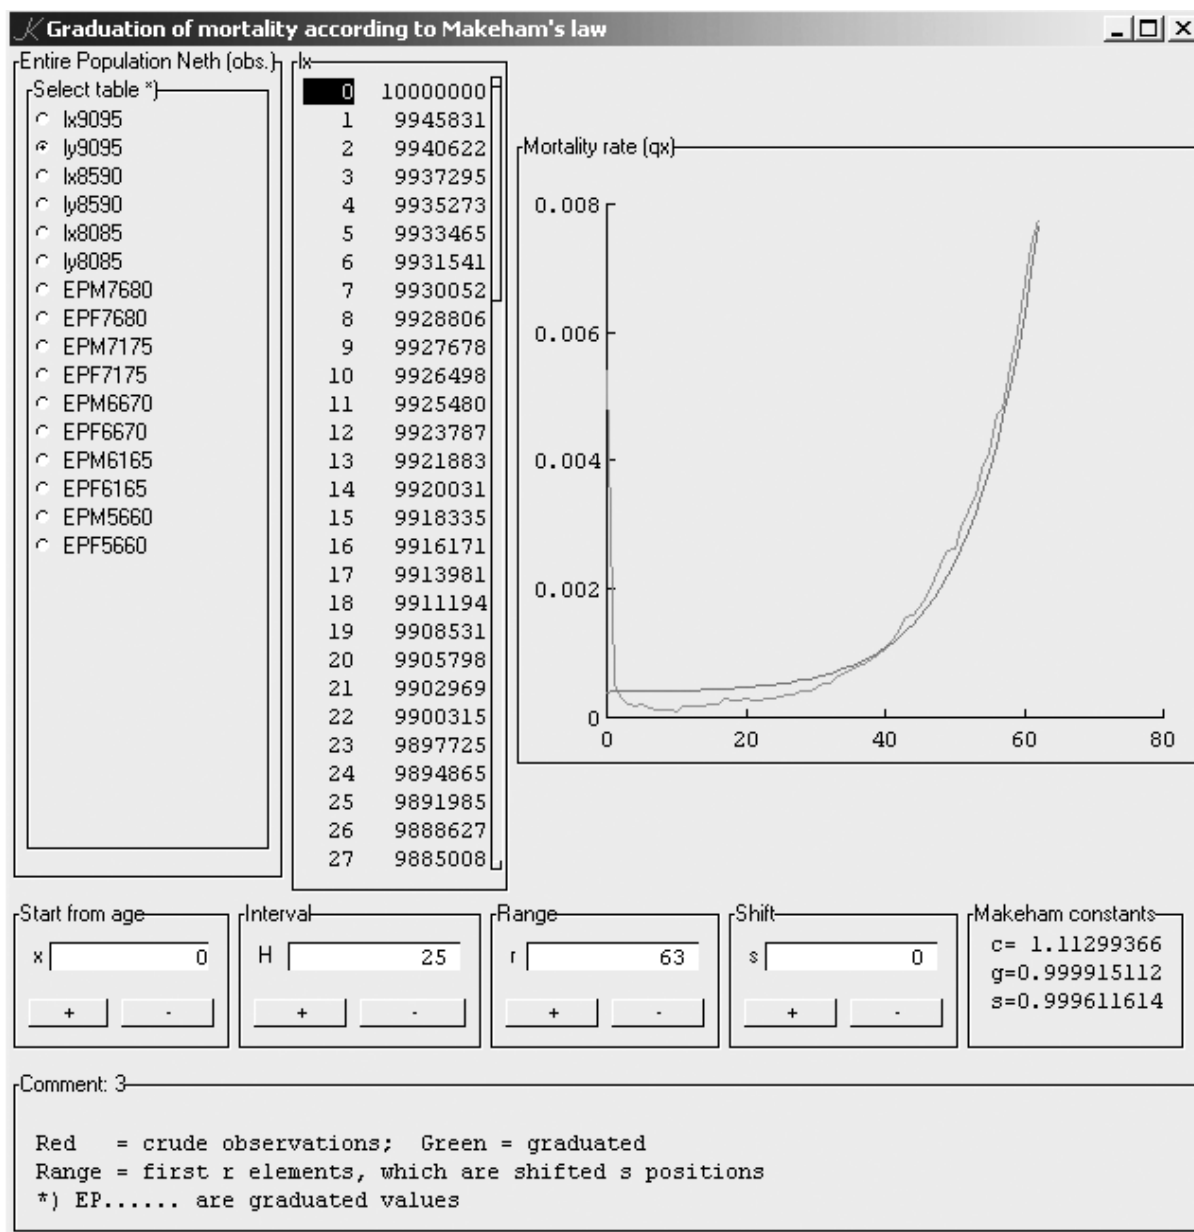 Graduation of mortality according to Makeham's law
Entire Population Neth (obs.)
Select table *)
lx9095
ly9095
lx8590
ly8590
lx8085
ly8085
EPM7680
EPF7680
EPM7175
EPF7175
EPM6670
EPF6670
EPM6165
EPF6165
EPM5660
EPF5660
lx
0 10000000
1 9945831
2 9940622
3 9937295
4 9935273
5 9933465
6 9931541
7 9930052
8 9928806
9 9927678
10 9926498
11 9925480
12 9923787
13 9921883
14 9920031
15 9918335
16 9916171
17 9913981
18 9911194
19 9908531
20 9905798
21 9902969
22 9900315
23 9897725
24 9894865
25 9891985
26 9888627
27 9885008
Mortality rate (qx)
0.008
0.006
0.004
0.002
0
0 20 40 60 80
Start from age
x 0
+ -
Interval
H 25
+ -
Range
r 63
+ -
Shift
s 0
+ -
Makeham constants
c= 1.11299366
g=0.999915112
s=0.999611614
Comment: 3
Red = crude observations; Green = graduated
Range = first r elements, which are shifted s positions
*) EP...... are graduated values